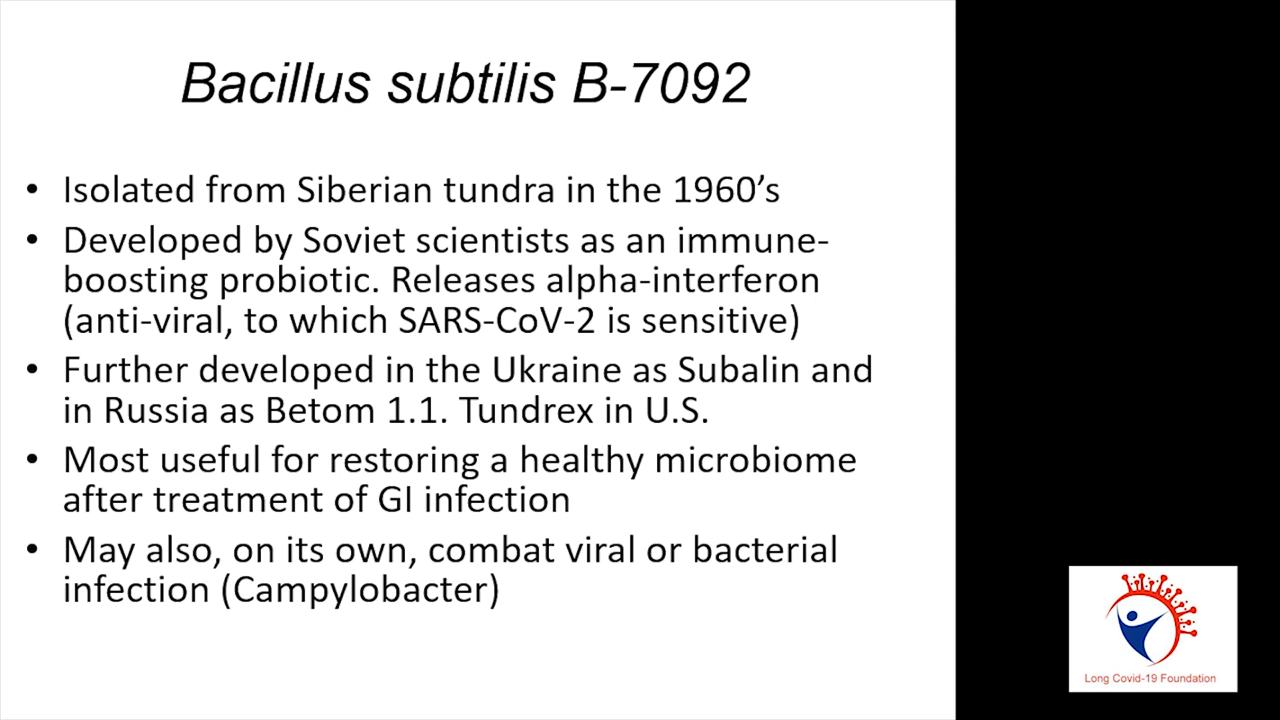 Bacillus subtilis B-7092
• Isolated from Siberian tundra in the 1960’s
• Developed by Soviet scientists as an immune-
boosting probiotic. Releases alpha-interferon
(anti-viral, to which SARS-CoV-2 is sensitive)
• Further developed in the Ukraine as Subalin and
in Russia as Betom 1.1. Tundrex in U.S.
• Most useful for restoring a healthy microbiome
after treatment of GI infection
• May also, on its own, combat viral or bacterial
infection (Campylobacter)
Long Covid-19 Foundation